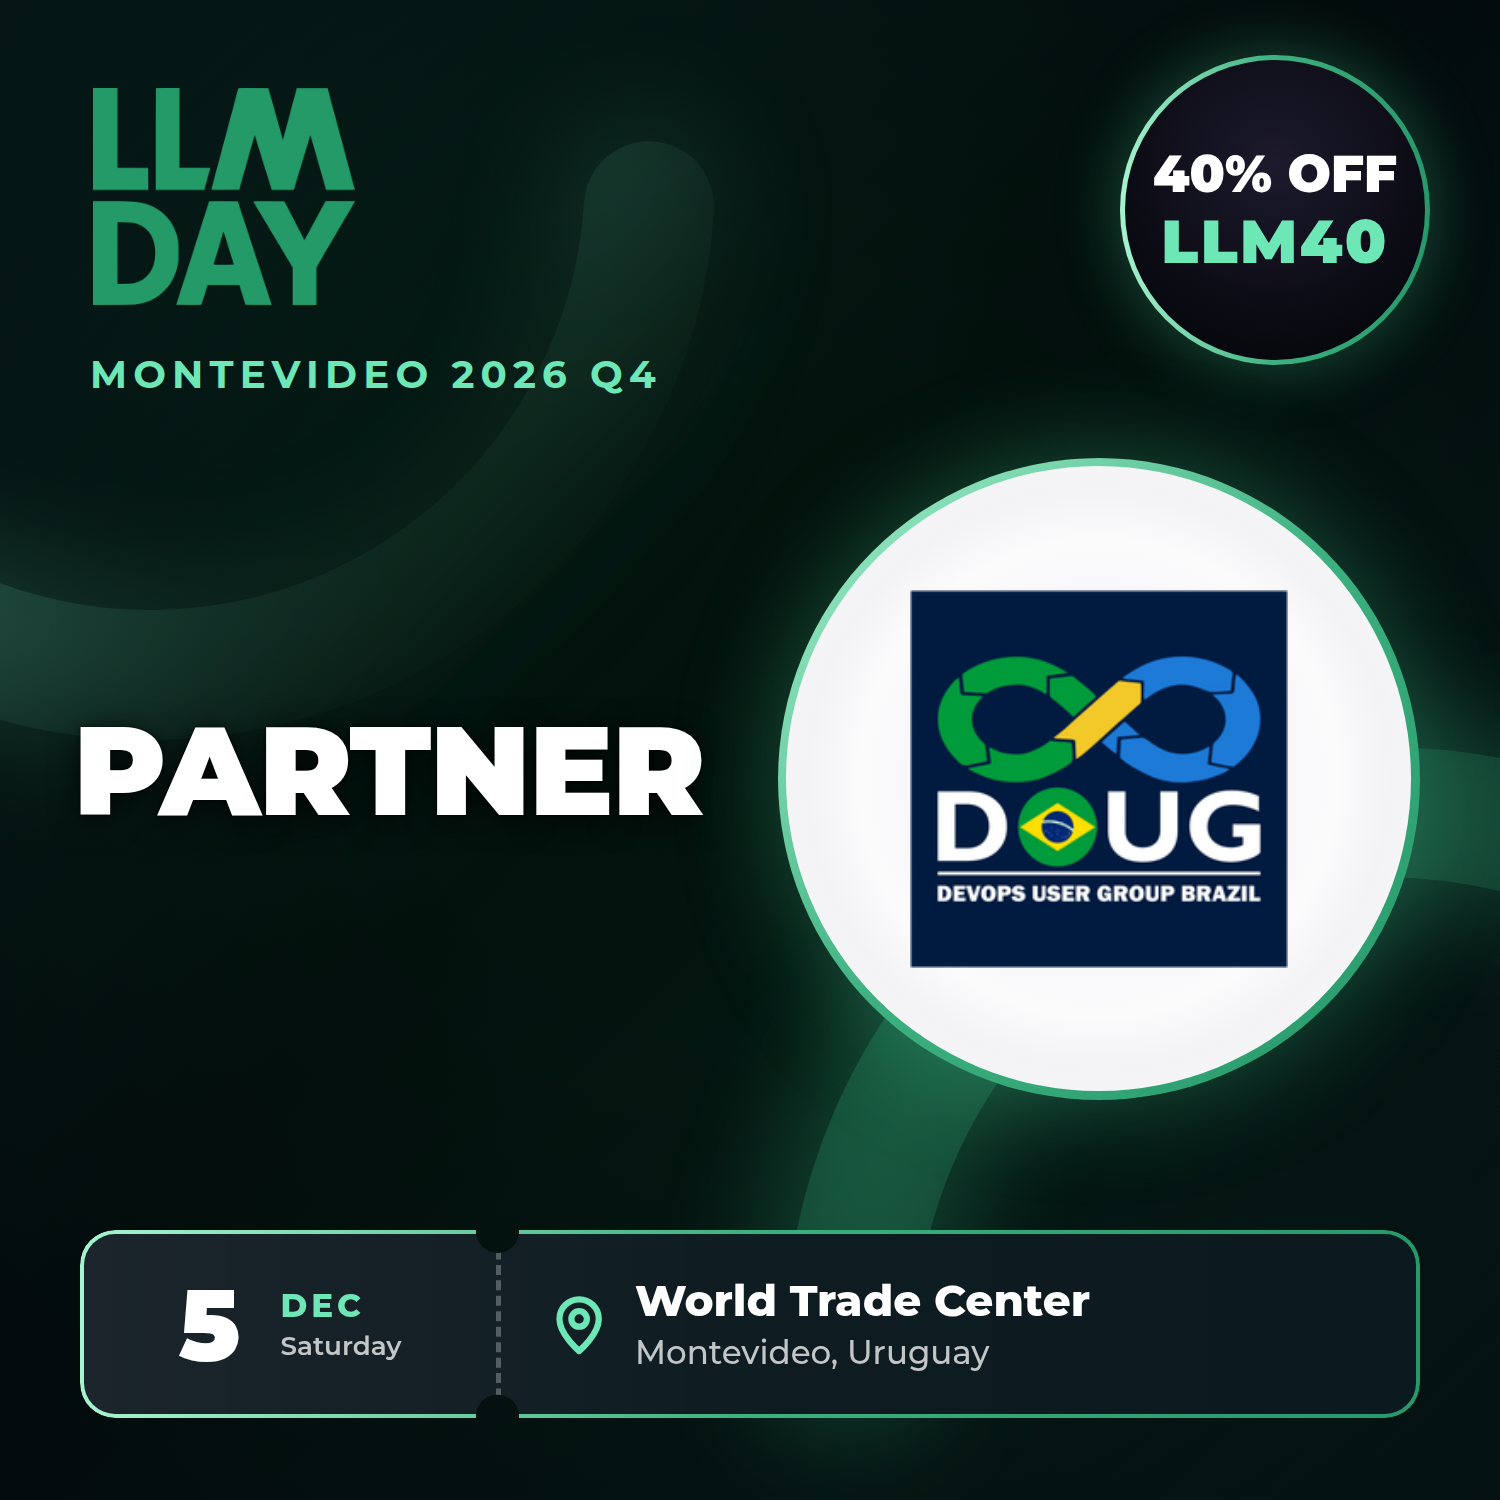 LLM
DAY
MONTEVIDEO 2026 Q4
40% OFF
LLM40
PARTNER
DOUG
DEVOPS USER GROUP BRAZIL
5
DEC
Saturday
World Trade Center
Montevideo, Uruguay